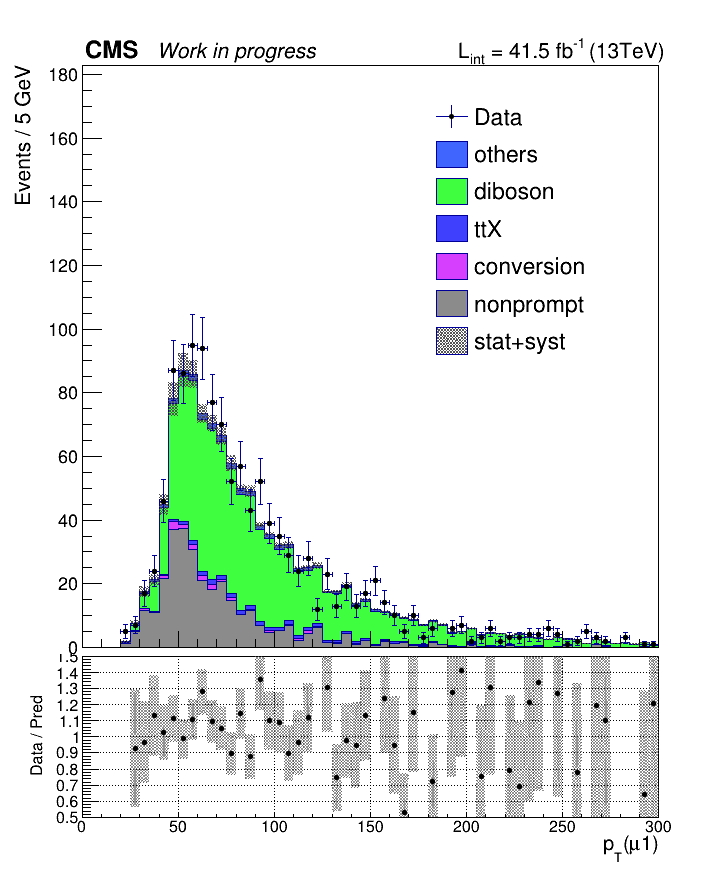 CMS Work in progress L_int = 41.5 fb⁻¹ (13TeV)
Events / 5 GeV
180
160
140
120
100
80
60
40
20
0
Data
others
diboson
ttX
conversion
nonprompt
stat+syst
Data / Pred
1.5
1.4
1.3
1.2
1.1
1
0.9
0.8
0.7
0.6
0.5
0 50 100 150 200 250 300
p_T(μ1)